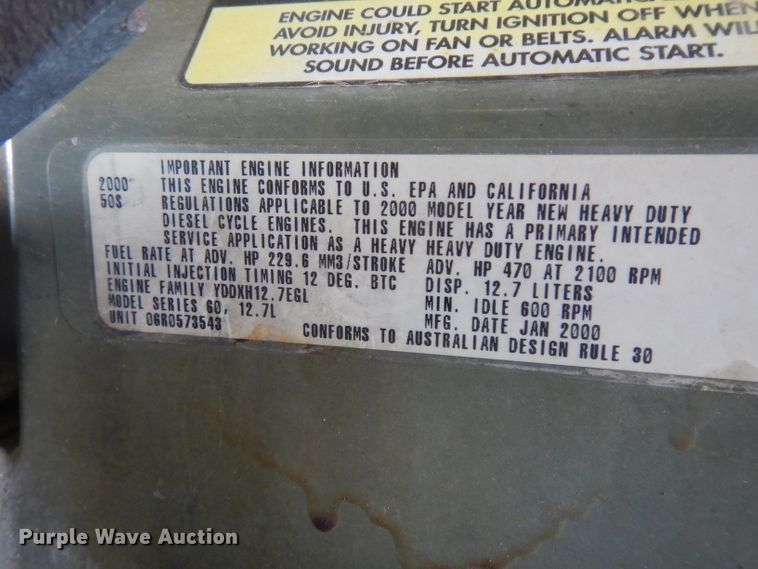 ENGINE COULD START
AVOID INJURY, TURN IGNITION OFF WHEN
WORKING ON FAN OR BELTS. ALARM
SOUND BEFORE AUTOMATIC START.
IMPORTANT ENGINE INFORMATION
2000 THIS ENGINE CONFORMS TO U.S. EPA AND CALIFORNIA
50S REGULATIONS APPLICABLE TO 2000 MODEL YEAR NEW HEAVY DUTY
DIESEL CYCLE ENGINES. THIS ENGINE HAS A PRIMARY INTENDED
SERVICE APPLICATION AS A HEAVY HEAVY DUTY ENGINE.
FUEL RATE AT ADV. HP 229.6 MM3/STROKE ADV. HP 470 AT 2100 RPM
INITIAL INJECTION TIMING 12 DEG. BTC DISP. 12.7 LITERS
ENGINE FAMILY YDDXH12.7EGL MIN. IDLE 600 RPM
MODEL SERIES 60, 12.7L MFG. DATE JAN 2000
UNIT 06R0573543 CONFORMS TO AUSTRALIAN DESIGN RULE 30
Purple Wave Auction